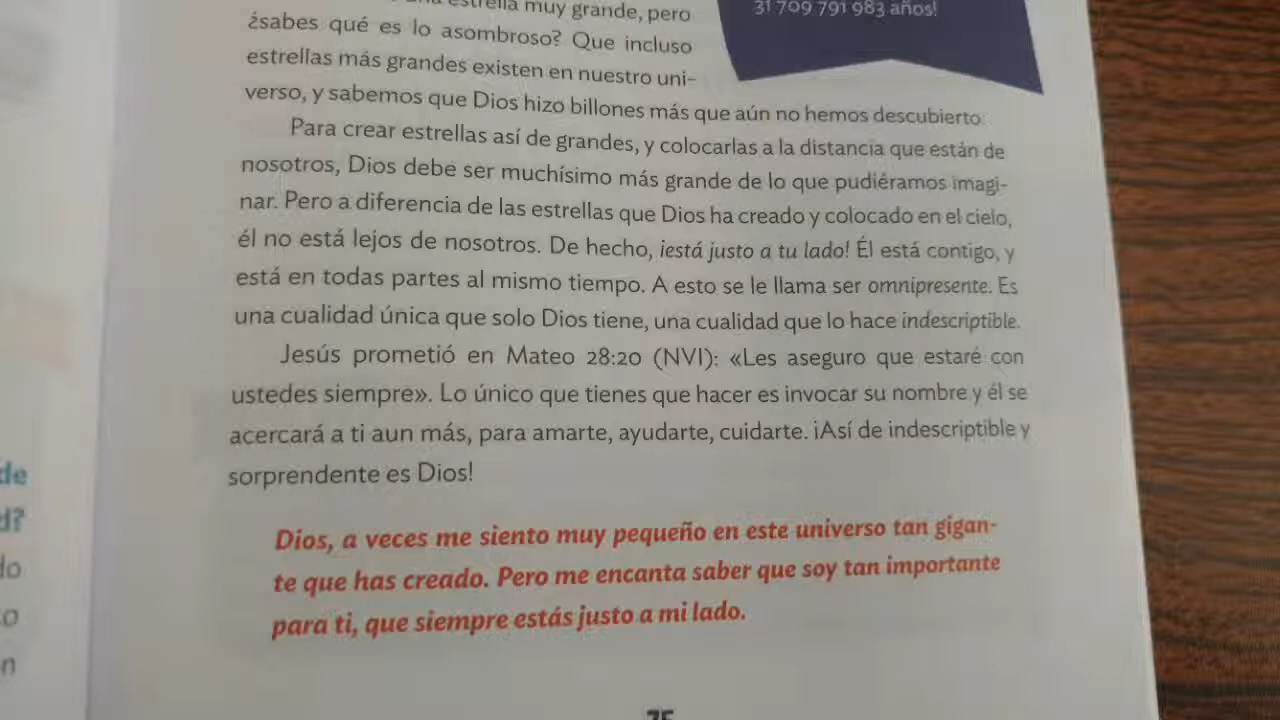 estrella muy grande, pero
¿sabes qué es lo asombroso? Que incluso
estrellas más grandes existen en nuestro uni-
verso, y sabemos que Dios hizo billones más que aún no hemos descubierto.
Para crear estrellas así de grandes, y colocarlas a la distancia que están de
nosotros, Dios debe ser muchísimo más grande de lo que pudiéramos imagi-
nar. Pero a diferencia de las estrellas que Dios ha creado y colocado en el cielo,
él no está lejos de nosotros. De hecho, ¡está justo a tu lado! Él está contigo, y
está en todas partes al mismo tiempo. A esto se le llama ser omnipresente. Es
una cualidad única que solo Dios tiene, una cualidad que lo hace indescriptible.
Jesús prometió en Mateo 28:20 (NVI): «Les aseguro que estaré con
ustedes siempre». Lo único que tienes que hacer es invocar su nombre y él se
acercará a ti aun más, para amarte, ayudarte, cuidarte. ¡Así de indescriptible y
sorprendente es Dios!
Dios, a veces me siento muy pequeño en este universo tan gigan-
te que has creado. Pero me encanta saber que soy tan importante
para ti, que siempre estás justo a mi lado.
31 709 791 983 años!
de
do